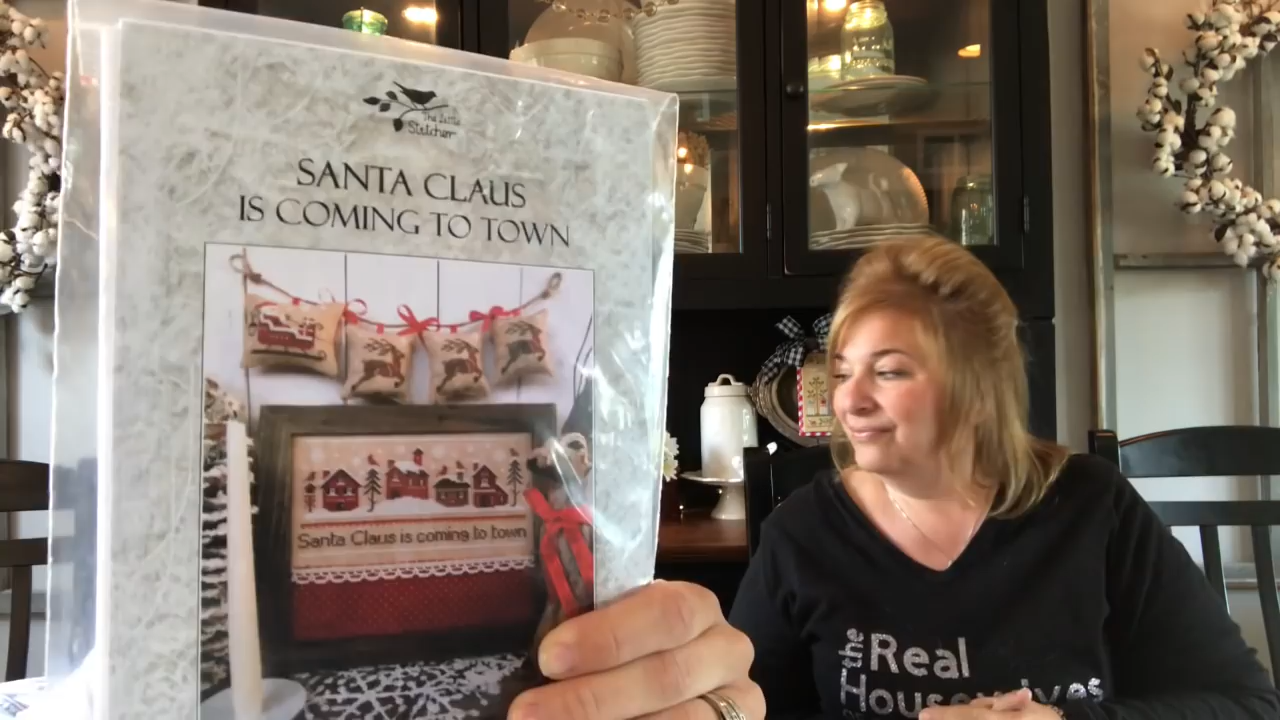 The Little
Stitcher
SANTA CLAUS
IS COMING TO TOWN
Santa Claus is coming to town
the Real
Housewives